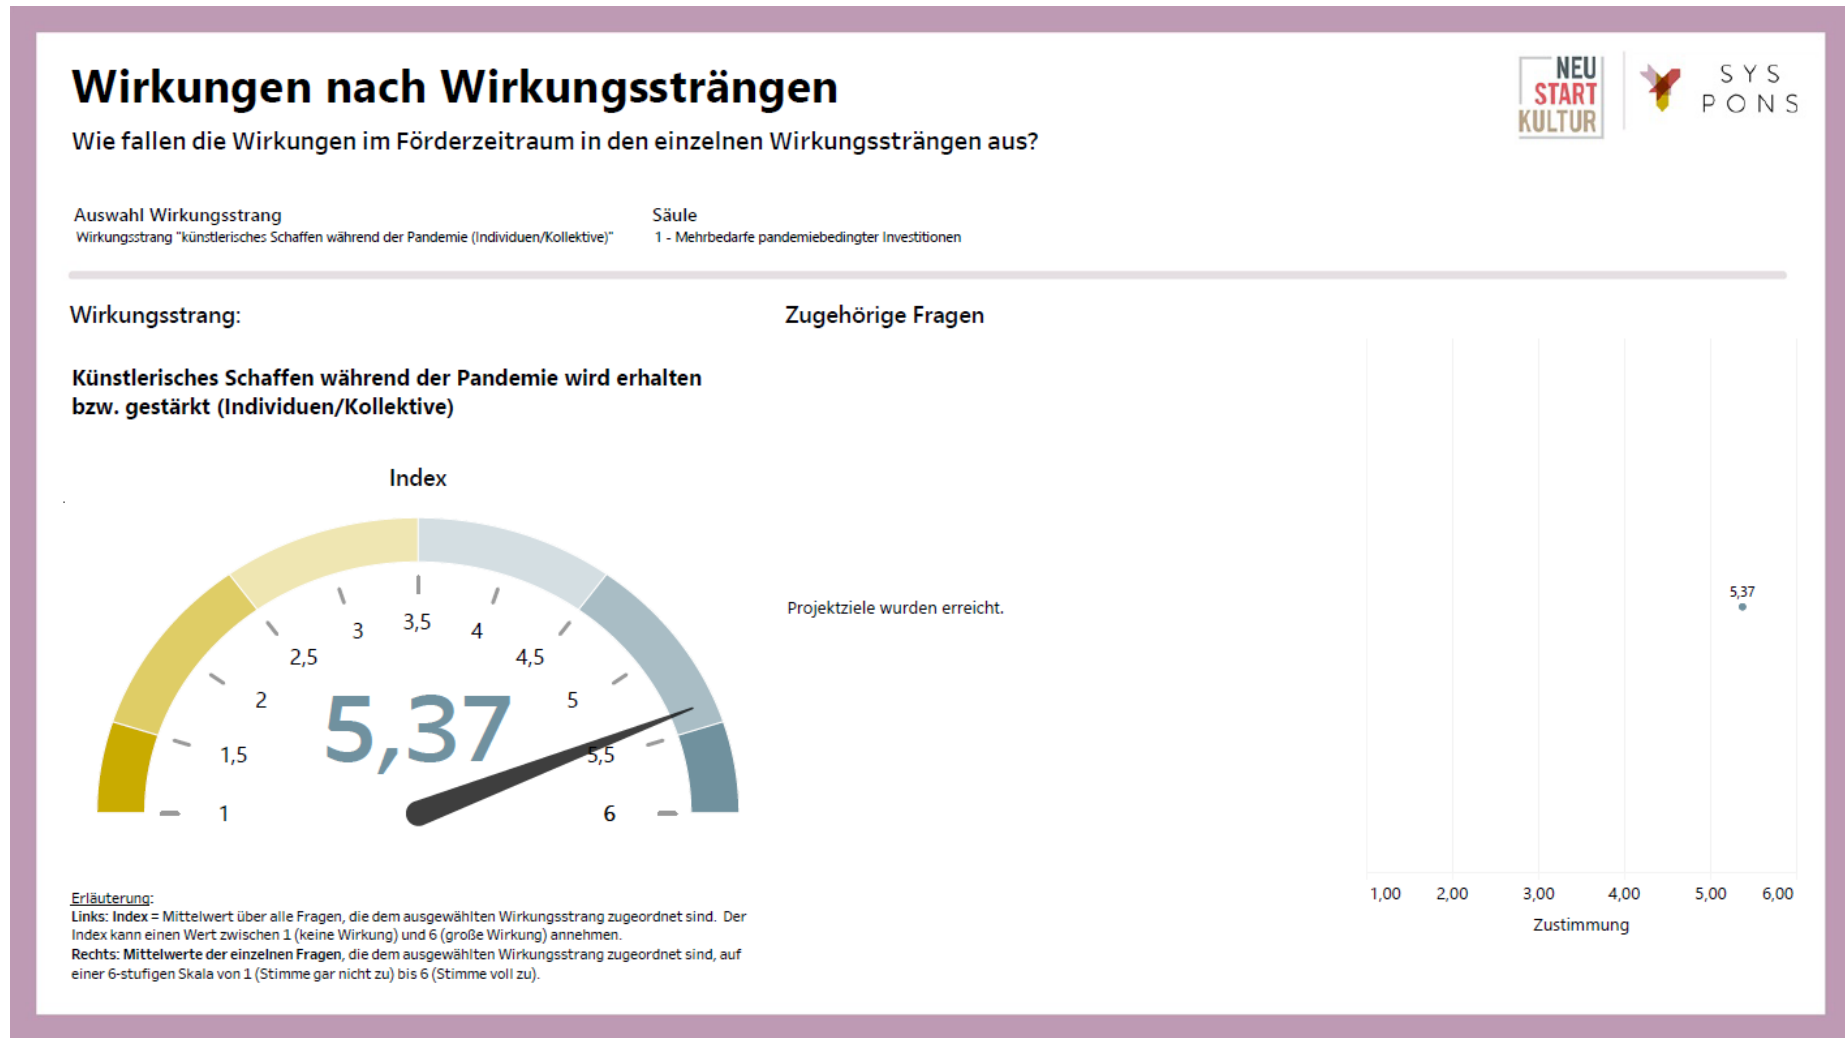 Wirkungen nach Wirkungssträngen
Wie fallen die Wirkungen im Förderzeitraum in den einzelnen Wirkungssträngen aus?
NEU
START
KULTUR
SYS
PONS
Auswahl Wirkungsstrang
Wirkungsstrang "künstlerisches Schaffen während der Pandemie (Individuen/Kollektive)"
Säule
1 - Mehrbedarfe pandemiebedingter Investitionen
Wirkungsstrang:
Künstlerisches Schaffen während der Pandemie wird erhalten
bzw. gestärkt (Individuen/Kollektive)
Index
1
1,5
2
2,5
3
3,5
4
4,5
5
5,5
6
5,37
Erläuterung:
Links: Index = Mittelwert über alle Fragen, die dem ausgewählten Wirkungsstrang zugeordnet sind. Der
Index kann einen Wert zwischen 1 (keine Wirkung) und 6 (große Wirkung) annehmen.
Rechts: Mittelwerte der einzelnen Fragen, die dem ausgewählten Wirkungsstrang zugeordnet sind, auf
einer 6-stufigen Skala von 1 (Stimme gar nicht zu) bis 6 (Stimme voll zu).
Zugehörige Fragen
Projektziele wurden erreicht.
5,37
1,00 2,00 3,00 4,00 5,00 6,00
Zustimmung